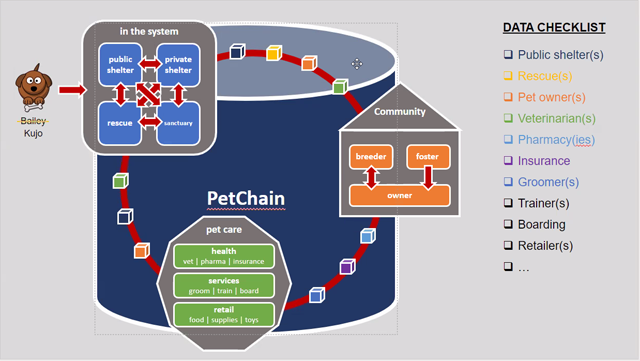 in the system
public
shelter
private
shelter
rescue
sanctuary
Bailey
Kujo
Community
breeder
foster
owner
PetChain
pet care
health
vet | pharma | insurance
services
groom | train | board
retail
food | supplies | toys
DATA CHECKLIST
Public shelter(s)
Rescue(s)
Pet owner(s)
Veterinarian(s)
Pharmacy(ies)
Insurance
Groomer(s)
Trainer(s)
Boarding
Retailer(s)
…